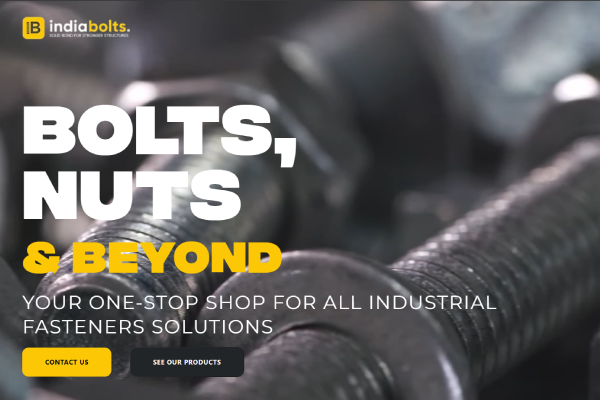 B indiabolts.
SOLID BOND FOR STRONGER STRUCTURES
BOLTS,
NUTS
& BEYOND
YOUR ONE-STOP SHOP FOR ALL INDUSTRIAL
FASTENERS SOLUTIONS
CONTACT US
SEE OUR PRODUCTS